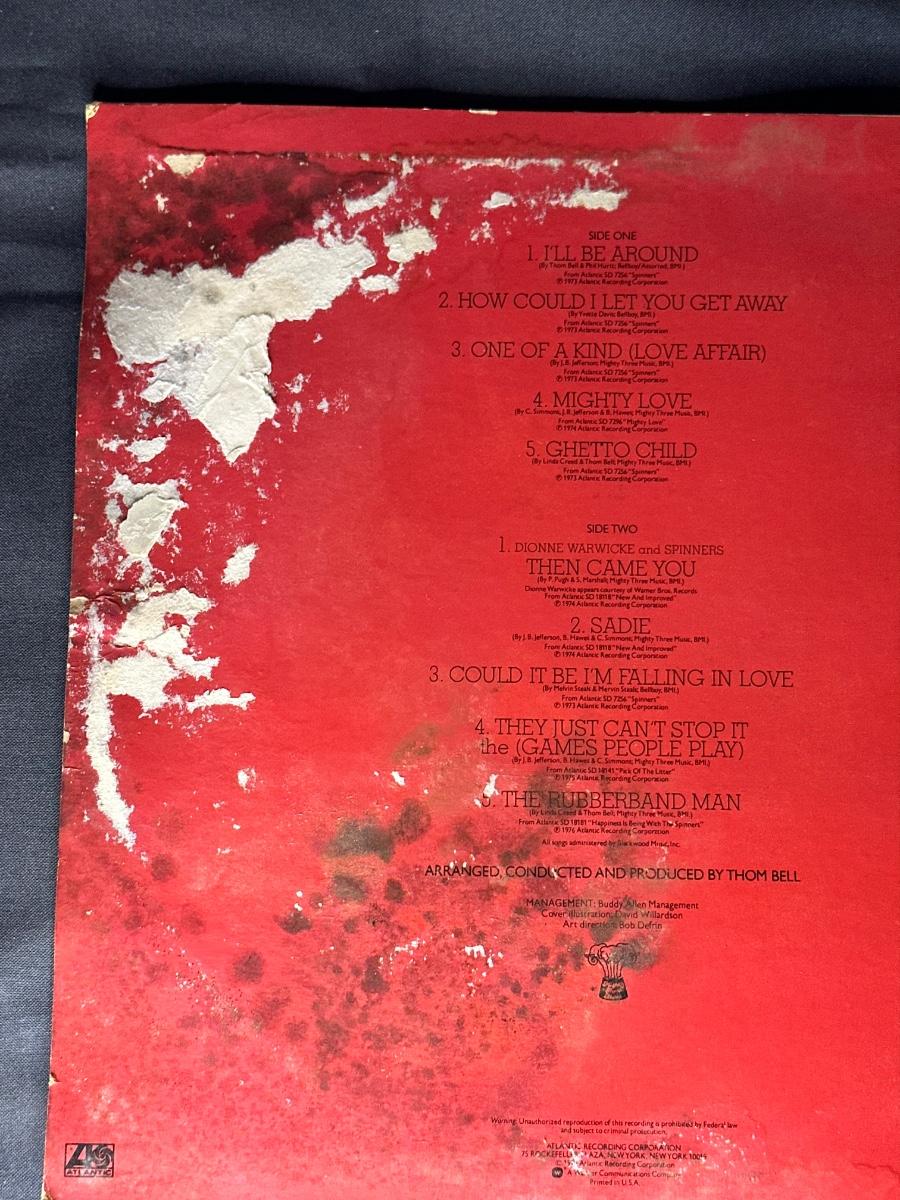 SIDE ONE
1. I'LL BE AROUND
(By Thom Bell & Phil Hurtt; Bellboy/Assorted, BMI.)
From Atlantic SD 7256 "Spinners"
℗ 1973 Atlantic Recording Corporation
2. HOW COULD I LET YOU GET AWAY
(By Yvette Davis; Bellboy, BMI.)
From Atlantic SD 7256 "Spinners"
℗ 1973 Atlantic Recording Corporation
3. ONE OF A KIND (LOVE AFFAIR)
(By J.B. Jefferson; Mighty Three Music, BMI.)
From Atlantic SD 7256 "Spinners"
℗ 1973 Atlantic Recording Corporation
4. MIGHTY LOVE
(By C. Simmons, J.B. Jefferson & B. Hawes; Mighty Three Music, BMI.)
From Atlantic SD 7296 "Mighty Love"
℗ 1974 Atlantic Recording Corporation
5. GHETTO CHILD
(By Linda Creed & Thom Bell; Mighty Three Music, BMI.)
From Atlantic SD 7256 "Spinners"
℗ 1973 Atlantic Recording Corporation
SIDE TWO
1. DIONNE WARWICKE and SPINNERS
THEN CAME YOU
(By P. Pugh & S. Marshall; Mighty Three Music, BMI.)
Dionne Warwicke appears courtesy of Warner Bros. Records
From Atlantic SD 18118 "New And Improved"
℗ 1974 Atlantic Recording Corporation
2. SADIE
(By J.B. Jefferson, B. Hawes & C. Simmons; Mighty Three Music, BMI.)
From Atlantic SD 18118 "New And Improved"
℗ 1974 Atlantic Recording Corporation
3. COULD IT BE I'M FALLING IN LOVE
(By Melvin Steals & Mervin Steals; Bellboy, BMI.)
From Atlantic SD 7256 "Spinners"
℗ 1973 Atlantic Recording Corporation
4. THEY JUST CAN'T STOP IT
the (GAMES PEOPLE PLAY)
(By J.B. Jefferson, B. Hawes & C. Simmons; Mighty Three Music, BMI.)
From Atlantic SD 18141 "Pick Of The Litter"
℗ 1975 Atlantic Recording Corporation
5. THE RUBBERBAND MAN
(By Linda Creed & Thom Bell; Mighty Three Music, BMI.)
From Atlantic SD 18181 "Happiness Is Being With The Spinners"
℗ 1976 Atlantic Recording Corporation
All songs administered by Blackwood Music, Inc.
ARRANGED, CONDUCTED AND PRODUCED BY THOM BELL
MANAGEMENT: Buddy Allen Management
Cover illustration: David Willardson
Art direction: Bob Defrin
Warning: Unauthorized reproduction of this recording is prohibited by Federal law
and subject to criminal prosecution.
ATLANTIC RECORDING CORPORATION
75 ROCKEFELLER PLAZA, NEW YORK, NEW YORK 10019
Atlantic Recording Corporation
A Warner Communications Company
Printed in U.S.A.
ATLANTIC